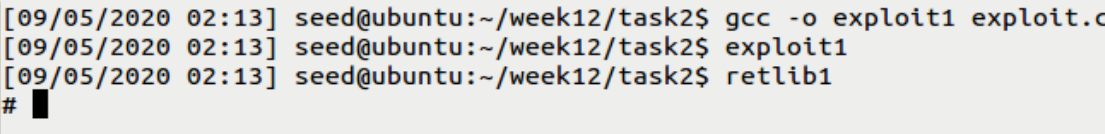 [09/05/2020 02:13] seed@ubuntu:~/week12/task2$ gcc -o exploit1 exploit.c
[09/05/2020 02:13] seed@ubuntu:~/week12/task2$ exploit1
[09/05/2020 02:13] seed@ubuntu:~/week12/task2$ retlib1
#